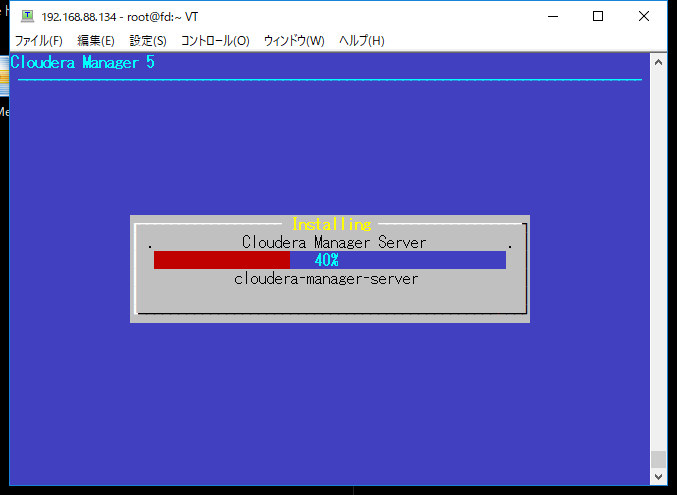 192.168.88.134 - root@fd:~ VT
ファイル(F) 編集(E) 設定(S) コントロール(O) ウィンドウ(W) ヘルプ(H)
Cloudera Manager 5
Installing
Cloudera Manager Server
40%
cloudera-manager-server